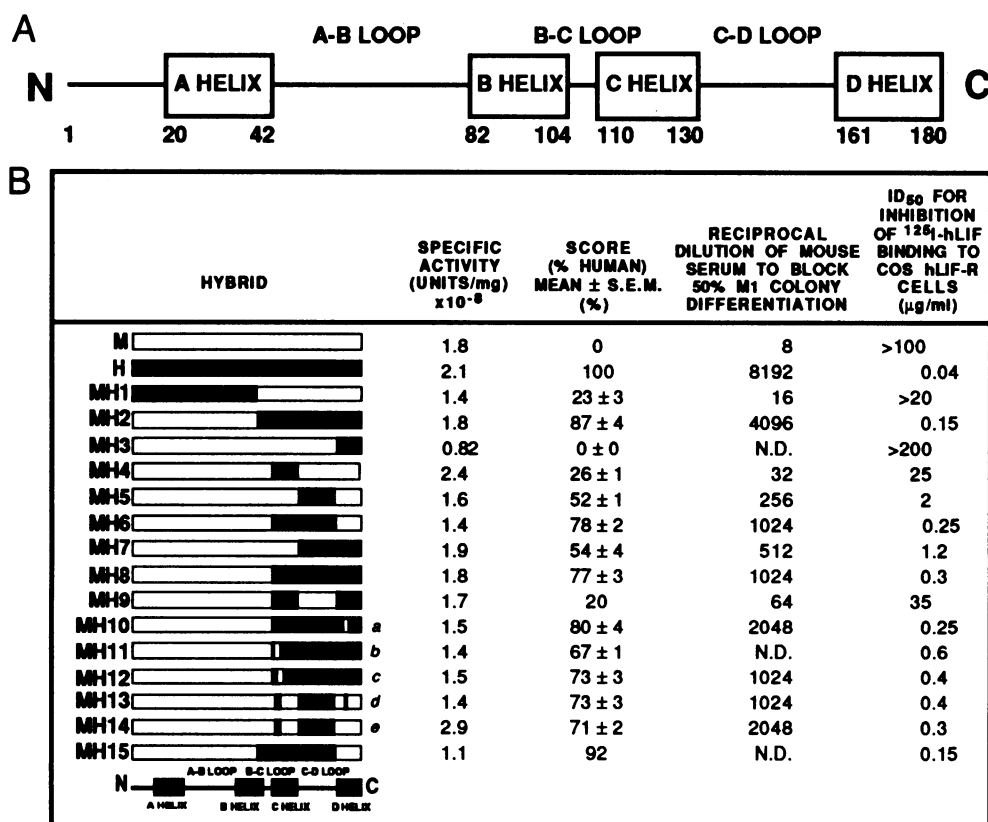 A
A-B LOOP B-C LOOP C-D LOOP
N A HELIX B HELIX C HELIX D HELIX C
1 20 42 82 104 110 130 161 180
B
HYBRID
SPECIFIC
ACTIVITY
(UNITS/mg)
x10⁻⁸
SCORE
(% HUMAN)
MEAN ± S.E.M.
(%)
RECIPROCAL
DILUTION OF MOUSE
SERUM TO BLOCK
50% M1 COLONY
DIFFERENTIATION
ID₅₀ FOR
INHIBITION
OF ¹²⁵I-hLIF
BINDING TO
COS hLIF-R
CELLS
(µg/ml)
M 1.8 0 8 >100
H 2.1 100 8192 0.04
MH1 1.4 23 ± 3 16 >20
MH2 1.8 87 ± 4 4096 0.15
MH3 0.82 0 ± 0 N.D. >200
MH4 2.4 26 ± 1 32 25
MH5 1.6 52 ± 1 256 2
MH6 1.4 78 ± 2 1024 0.25
MH7 1.9 54 ± 4 512 1.2
MH8 1.8 77 ± 3 1024 0.3
MH9 1.7 20 64 35
MH10 a 1.5 80 ± 4 2048 0.25
MH11 b 1.4 67 ± 1 N.D. 0.6
MH12 c 1.5 73 ± 3 1024 0.4
MH13 d 1.4 73 ± 3 1024 0.4
MH14 e 2.9 71 ± 2 2048 0.3
MH15 1.1 92 N.D. 0.15
A-B LOOP B-C LOOP C-D LOOP
N C
A HELIX B HELIX C HELIX D HELIX